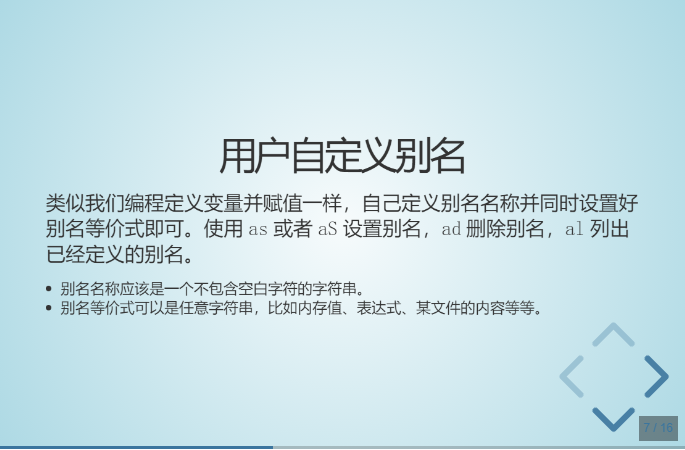 用户自定义别名
类似我们编程定义变量并赋值一样，自己定义别名名称并同时设置好
别名等价式即可。使用 as 或者 aS 设置别名，ad 删除别名，al 列出
已经定义的别名。
别名名称应该是一个不包含空白字符的字符串。
别名等价式可以是任意字符串，比如内存值、表达式、某文件的内容等等。
7 / 16